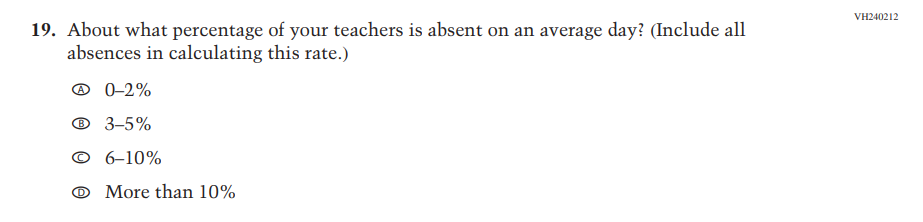 VH240212
19. About what percentage of your teachers is absent on an average day? (Include all
absences in calculating this rate.)
Ⓐ 0–2%
Ⓑ 3–5%
Ⓒ 6–10%
Ⓓ More than 10%